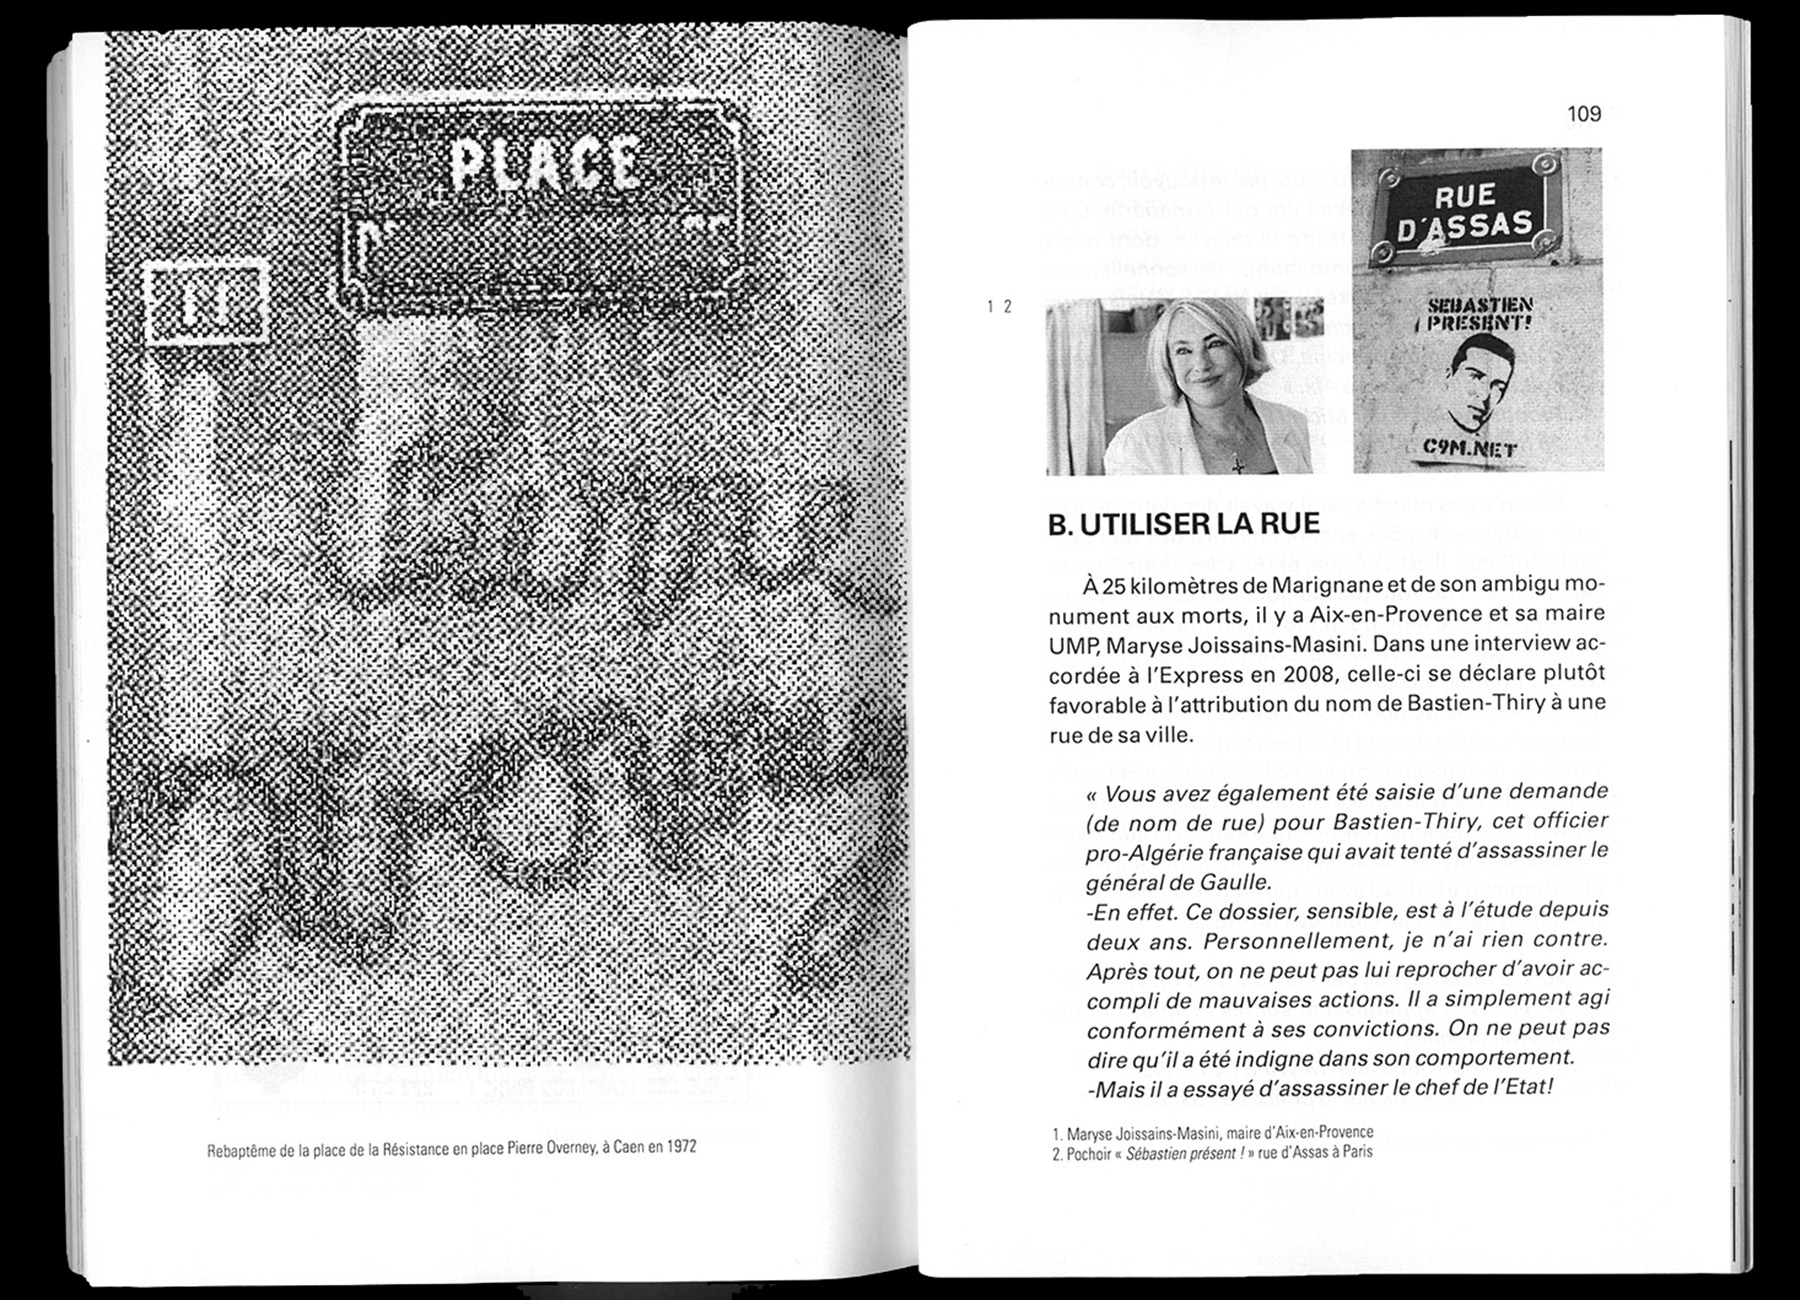 PLACE
Pierre
Rebaptême de la place de la Résistance en place Pierre Overney, à Caen en 1972
109
RUE
D'ASSAS
SEBASTIEN
PRESENT!
C9M.NET
1 2
B. UTILISER LA RUE
À 25 kilomètres de Marignane et de son ambigu mo-
nument aux morts, il y a Aix-en-Provence et sa maire
UMP, Maryse Joissains-Masini. Dans une interview ac-
cordée à l'Express en 2008, celle-ci se déclare plutôt
favorable à l'attribution du nom de Bastien-Thiry à une
rue de sa ville.
« Vous avez également été saisie d'une demande
(de nom de rue) pour Bastien-Thiry, cet officier
pro-Algérie française qui avait tenté d'assassiner le
général de Gaulle.
-En effet. Ce dossier, sensible, est à l'étude depuis
deux ans. Personnellement, je n'ai rien contre.
Après tout, on ne peut pas lui reprocher d'avoir ac-
compli de mauvaises actions. Il a simplement agi
conformément à ses convictions. On ne peut pas
dire qu'il a été indigne dans son comportement.
-Mais il a essayé d'assassiner le chef de l'Etat!
1. Maryse Joissains-Masini, maire d'Aix-en-Provence
2. Pochoir « Sébastien présent ! » rue d'Assas à Paris